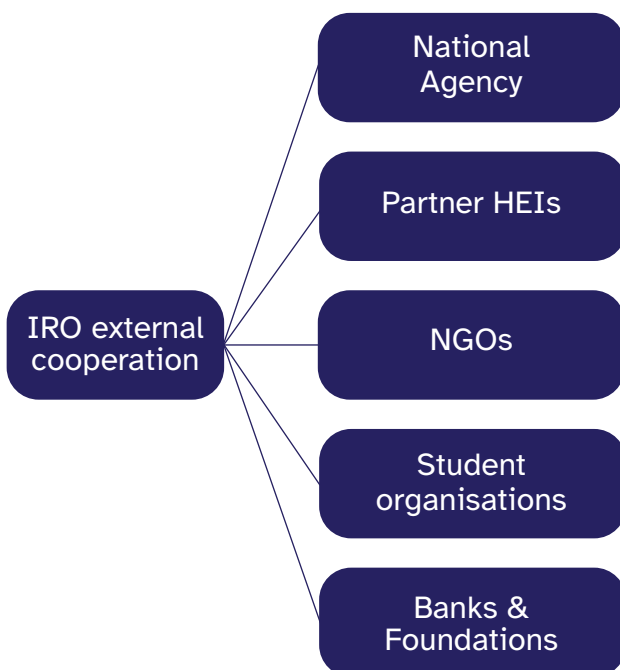 National
Agency
Partner HEIs
IRO external
cooperation
NGOs
Student
organisations
Banks &
Foundations